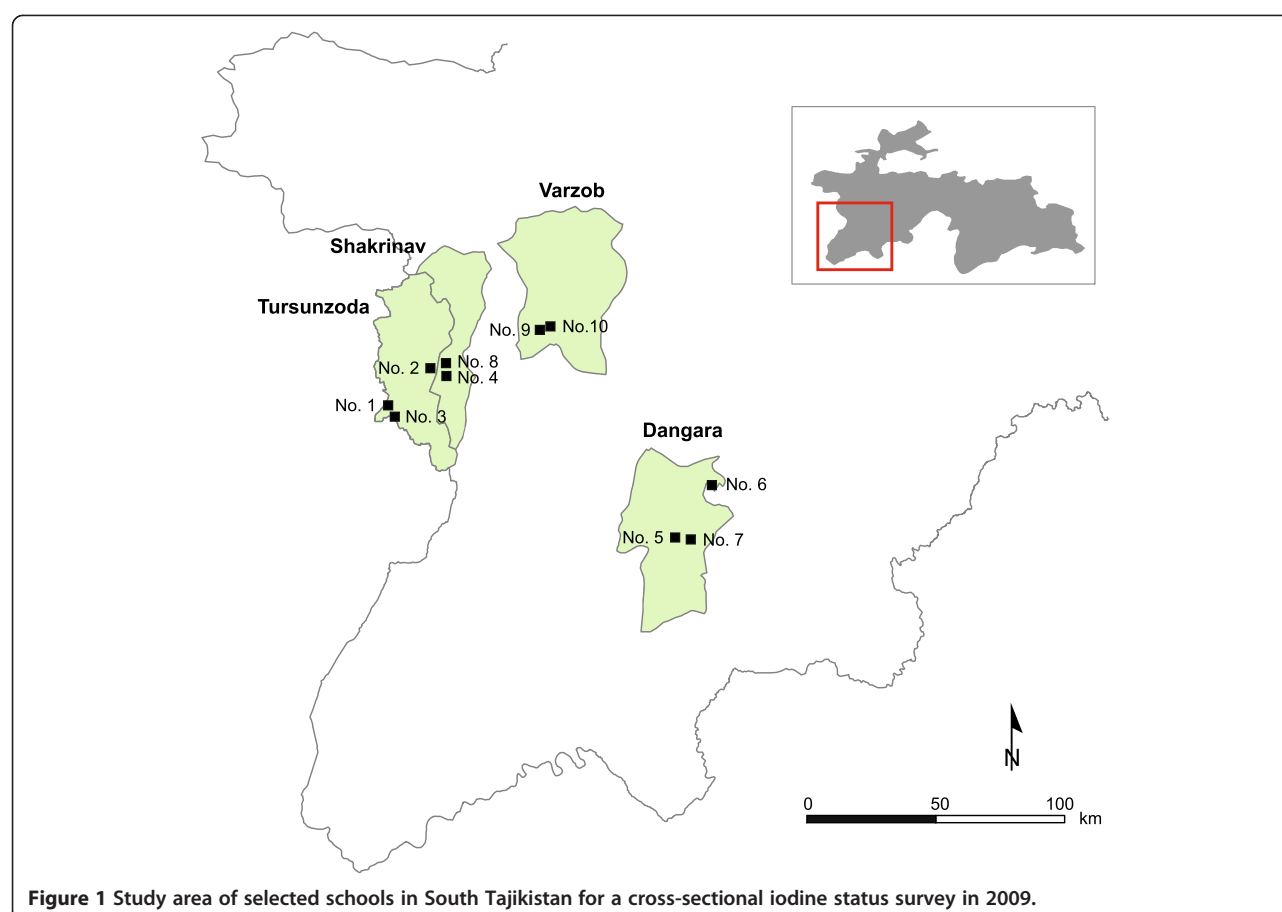 Varzob
Shakrinav
Tursunzoda
No. 9
No.10
No. 8
No. 2
No. 4
No. 1
No. 3
Dangara
No. 6
No. 5
No. 7
N
0 50 100
km
Figure 1 Study area of selected schools in South Tajikistan for a cross-sectional iodine status survey in 2009.